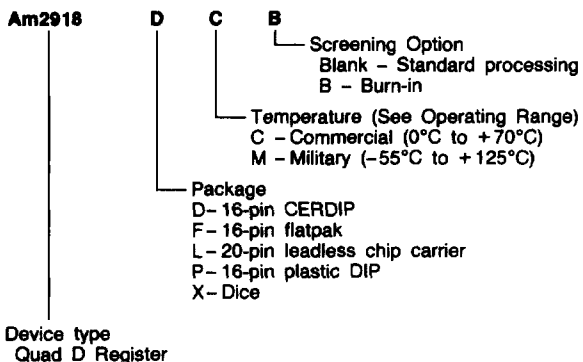 Am2918 D C B
Screening Option
Blank – Standard processing
B – Burn-in
Temperature (See Operating Range)
C – Commercial (0°C to +70°C)
M – Military (–55°C to +125°C)
Package
D– 16-pin CERDIP
F– 16-pin flatpak
L– 20-pin leadless chip carrier
P– 16-pin plastic DIP
X– Dice
Device type
Quad D Register